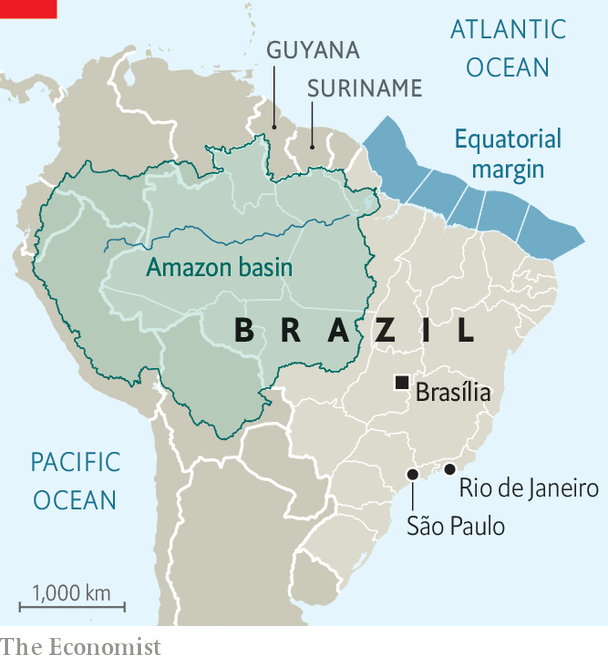 ATLANTIC
OCEAN
GUYANA
SURINAME
Equatorial
margin
Amazon basin
BRAZIL
Brasília
PACIFIC
OCEAN
Rio de Janeiro
São Paulo
1,000 km
The Economist